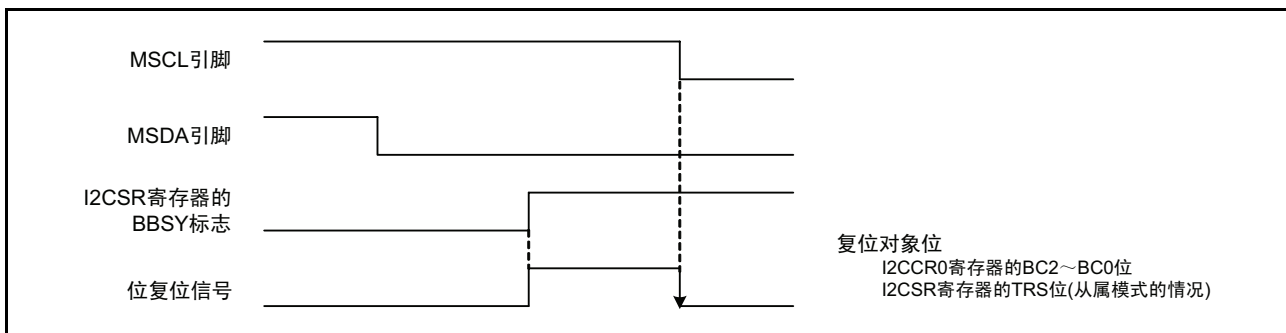 MSCL引脚
MSDA引脚
I2CSR寄存器的
BBSY标志
位复位信号
复位对象位
I2CCR0寄存器的BC2～BC0位
I2CSR寄存器的TRS位(从属模式的情况)